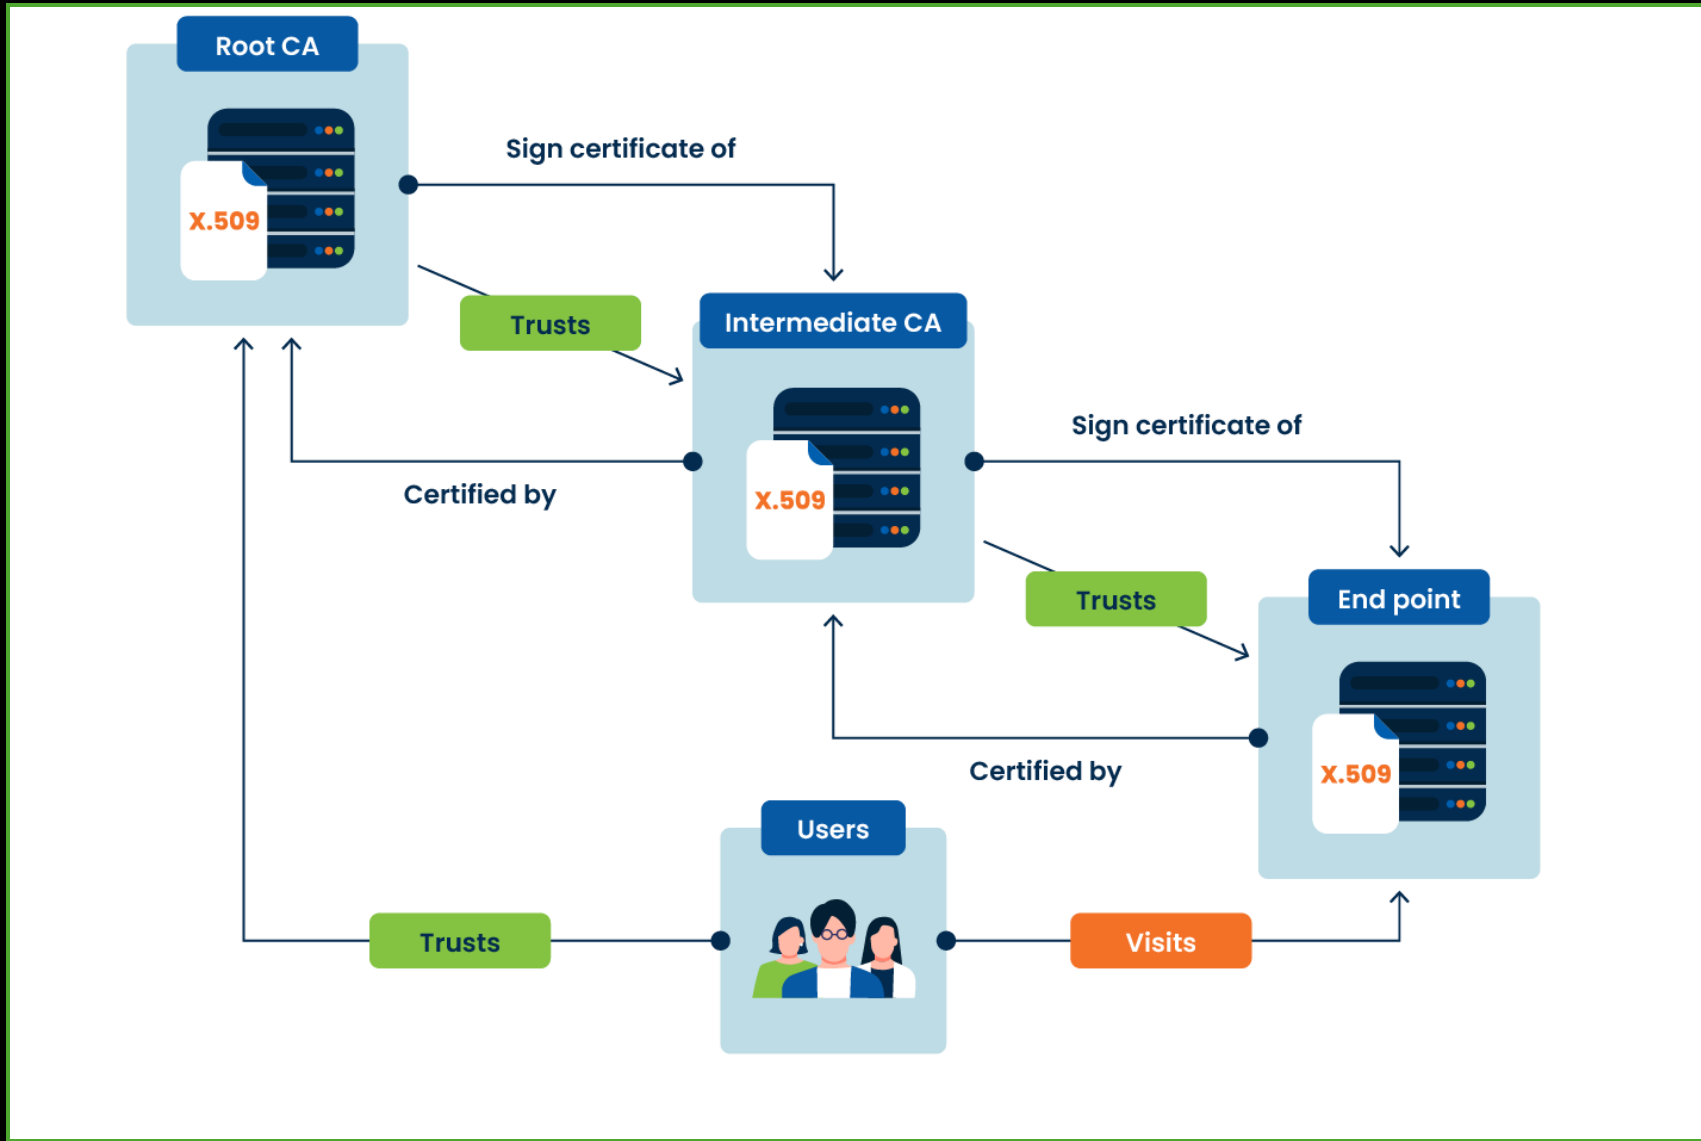 Root CA
X.509
Sign certificate of
Trusts
Intermediate CA
X.509
Certified by
Sign certificate of
Trusts
End point
X.509
Certified by
Users
Trusts
Visits